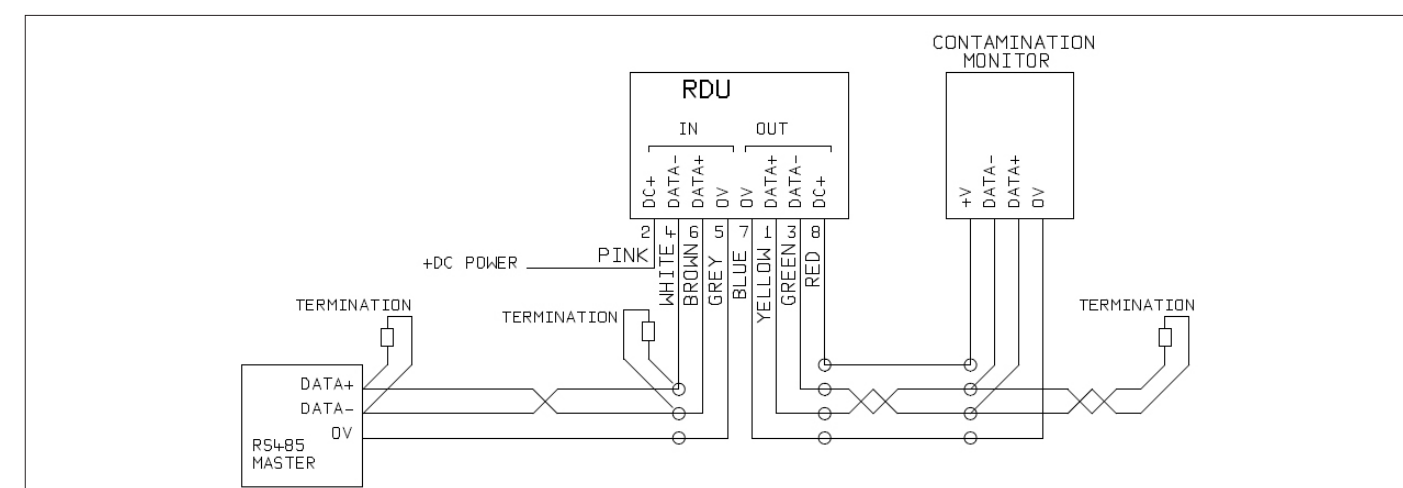 CONTAMINATION
MONITOR
RDU
IN OUT
DC+ DATA- DATA+ 0V 0V DATA+ DATA- DC+
+V DATA- DATA+ 0V
2 4 6 5 7 1 3 8
PINK WHITE BROWN GREY BLUE YELLOW GREEN RED
+DC POWER
TERMINATION
TERMINATION
TERMINATION
DATA+
DATA-
0V
RS485
MASTER